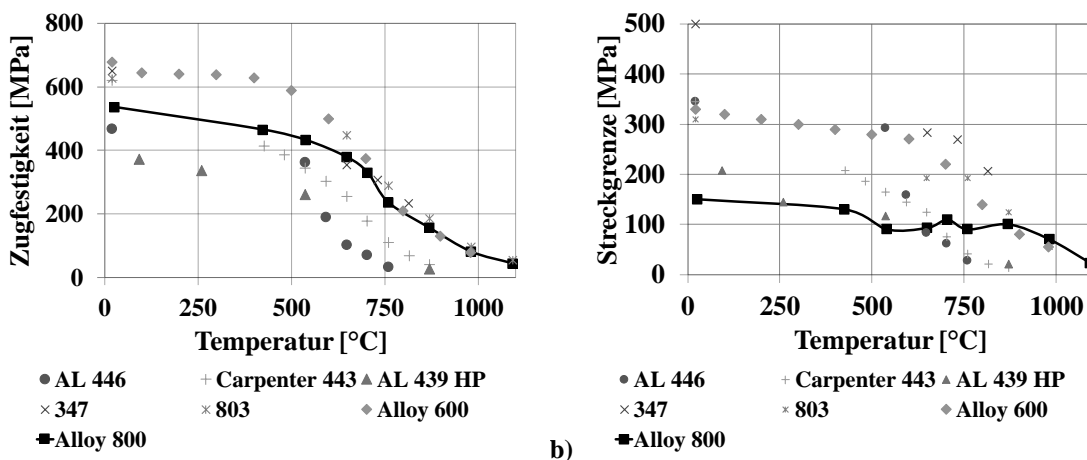 800
600
400
200
0
Zugfestigkeit [MPa]
0 250 500 750 1000
Temperatur [°C]
AL 446 Carpenter 443 AL 439 HP
347 803 Alloy 600
Alloy 800
b)
500
400
300
200
100
0
Streckgrenze [MPa]
0 250 500 750 1000
Temperatur [°C]
AL 446 Carpenter 443 AL 439 HP
347 803 Alloy 600
Alloy 800